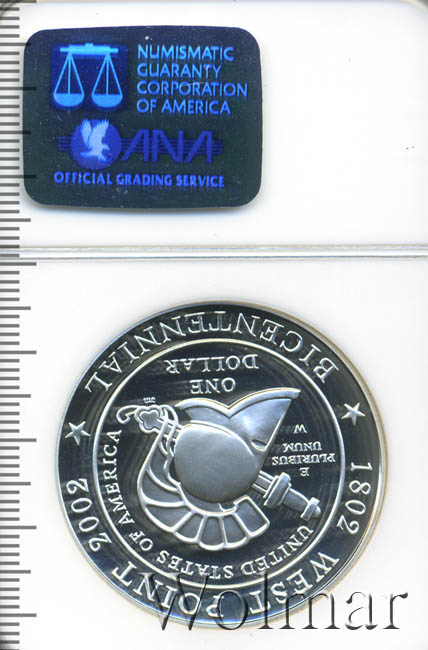 NUMISMATIC
GUARANTY
CORPORATION
OF AMERICA
ANA
OFFICIAL GRADING SERVICE
WEST POINT
BICENTENNIAL
1802
2002
UNITED STATES OF AMERICA
E
PLURIBUS
UNUM
W
ONE
DOLLAR
Wolmar